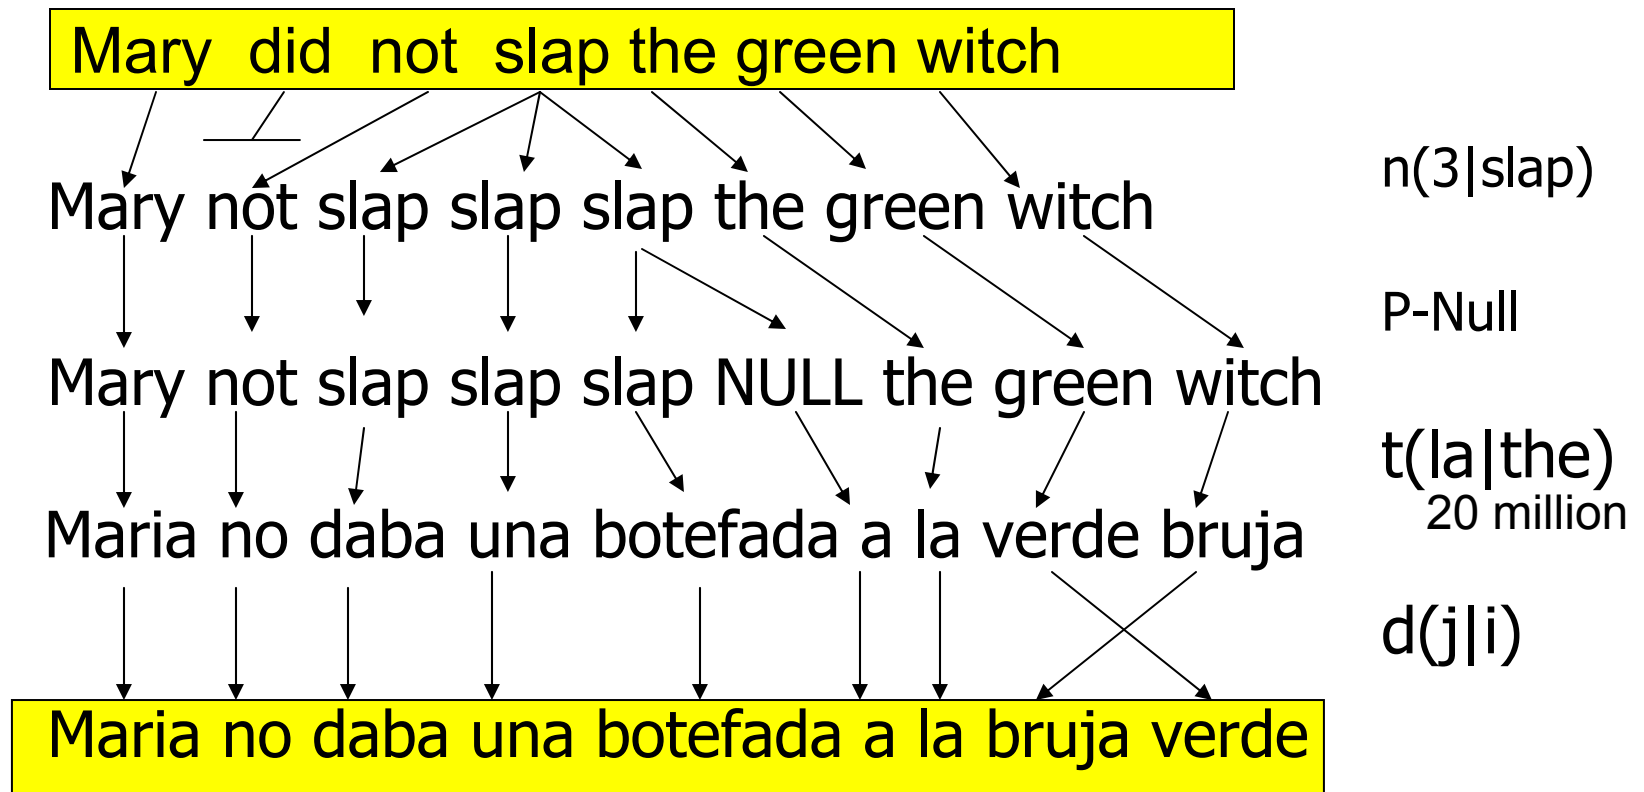 Mary did not slap the green witch
n(3|slap)
Mary not slap slap slap the green witch
P-Null
Mary not slap slap slap NULL the green witch
t(la|the)
20 million
Maria no daba una botefada a la verde bruja
d(j|i)
Maria no daba una botefada a la bruja verde